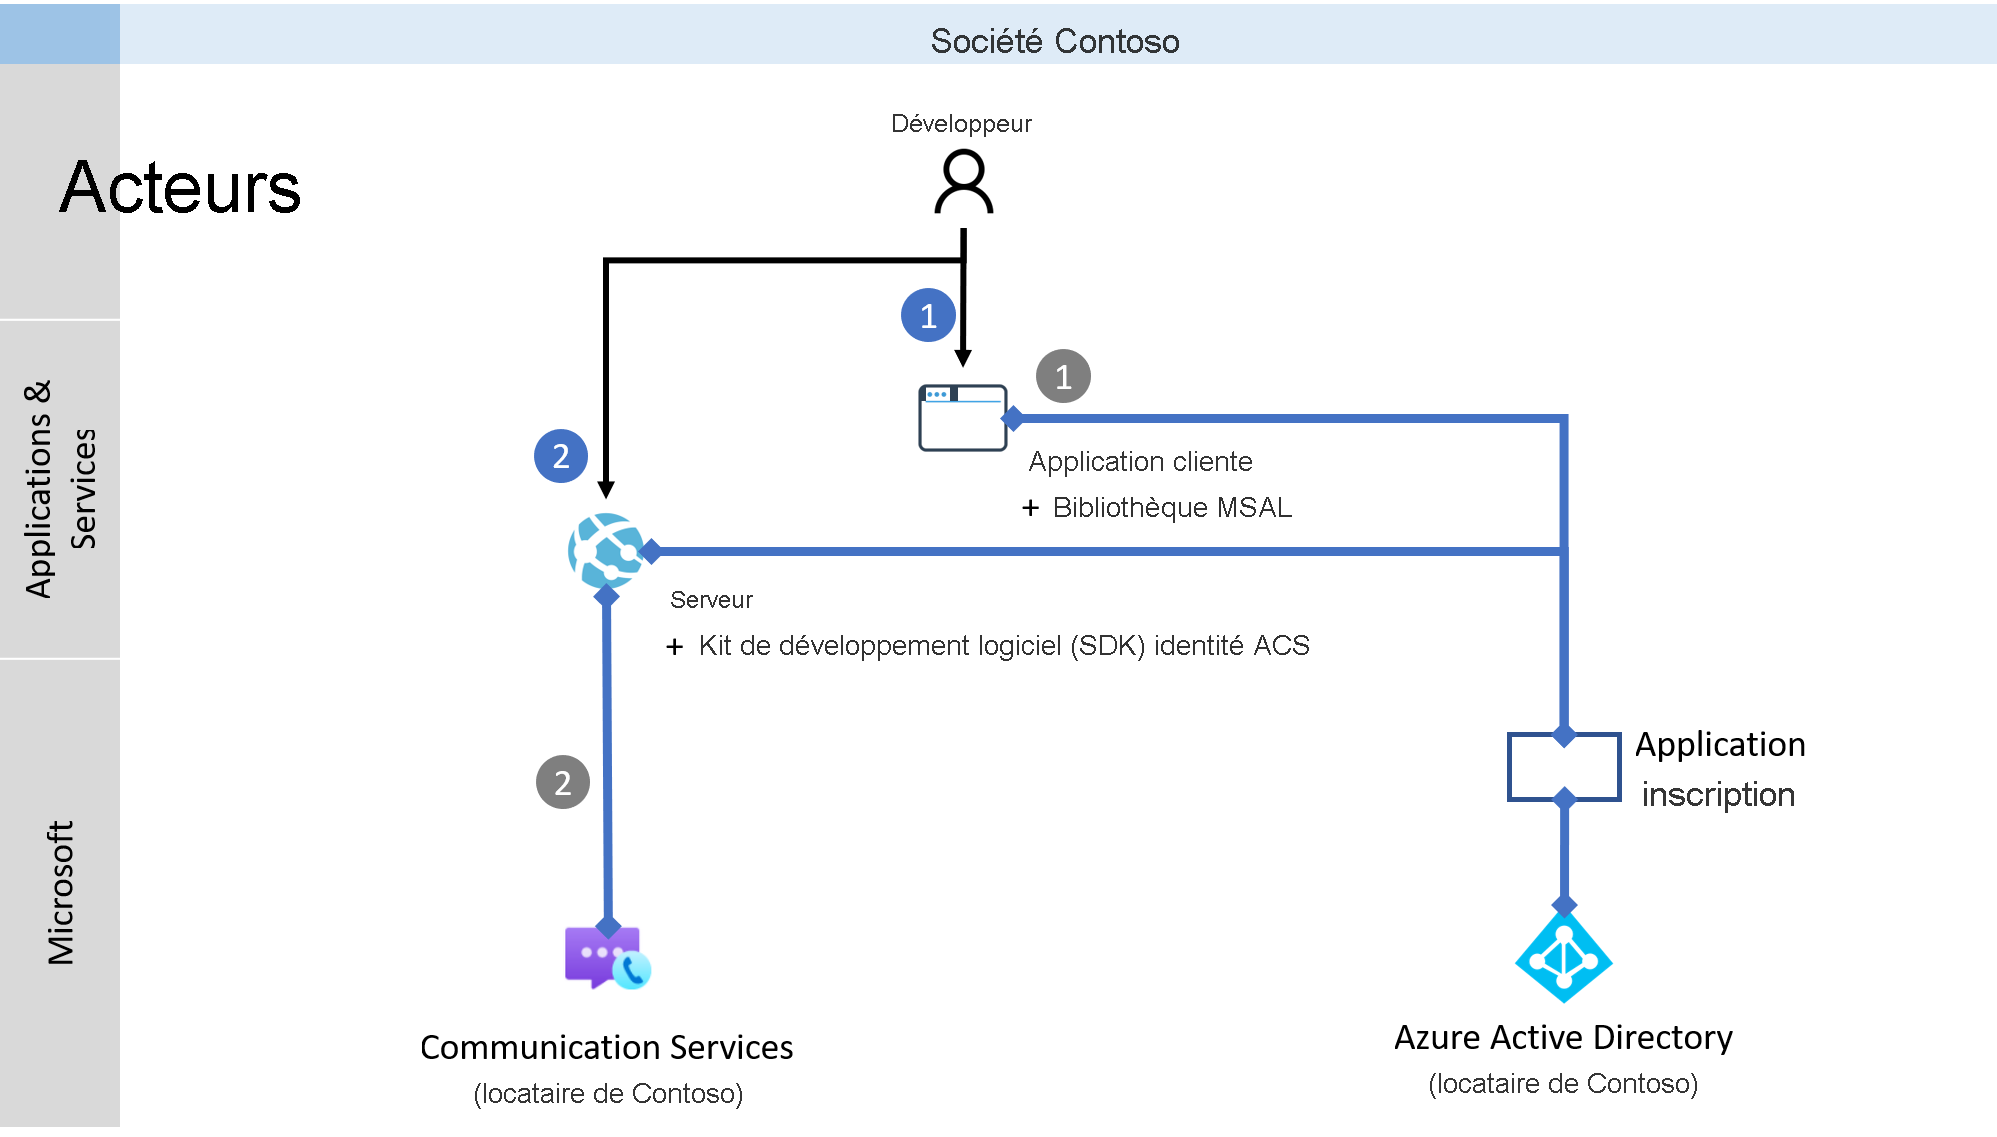 Société Contoso
Développeur
Acteurs
1
1
Applications &
Services
2
Application cliente
+ Bibliothèque MSAL
Serveur
+ Kit de développement logiciel (SDK) identité ACS
Application
inscription
2
Microsoft
Communication Services
(locataire de Contoso)
Azure Active Directory
(locataire de Contoso)